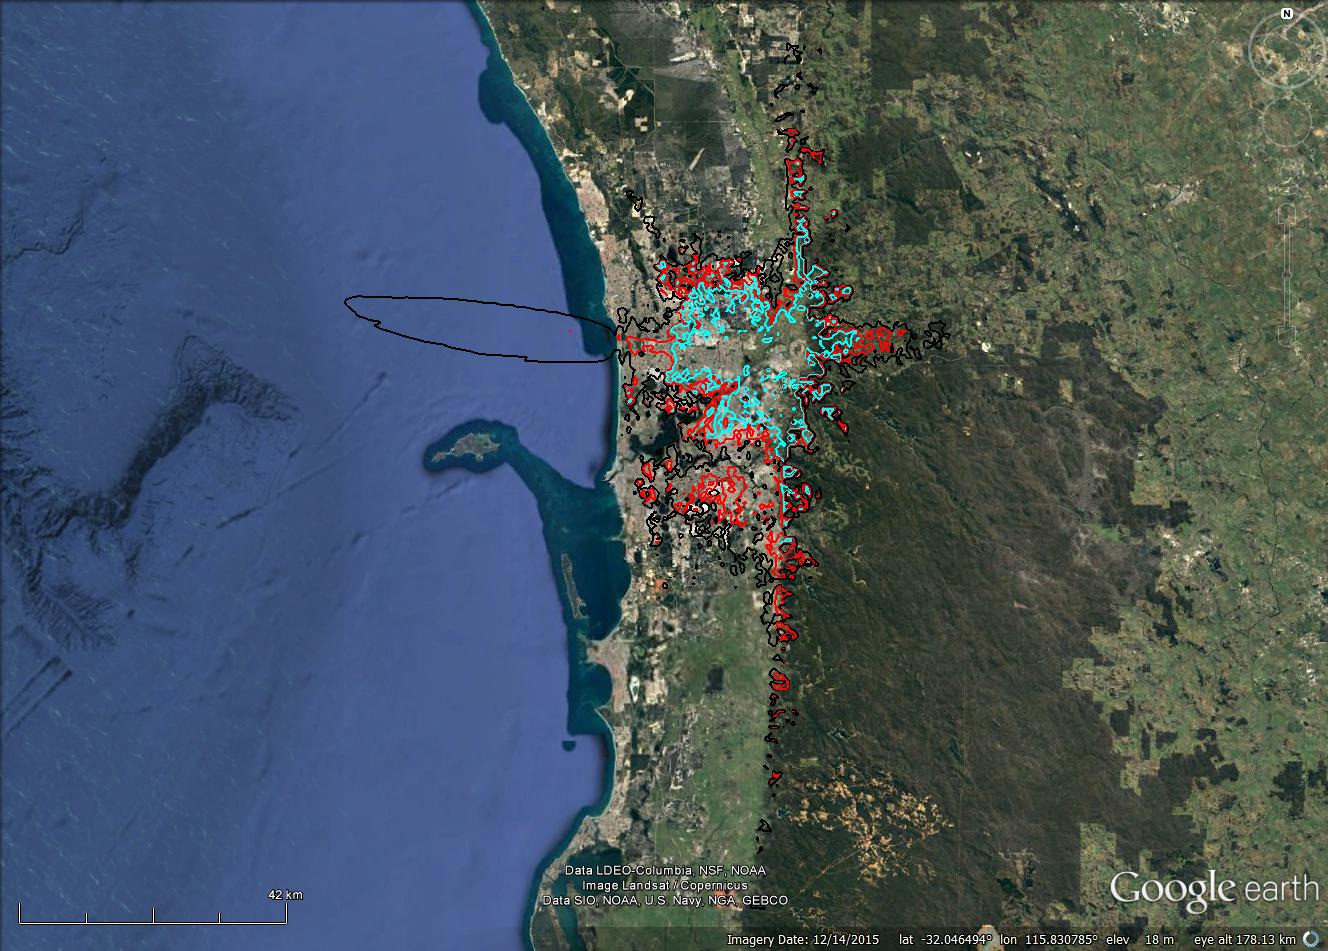 N
42 km
Data LDEO-Columbia, NSF, NOAA
Image Landsat / Copernicus
Data SIO, NOAA, U.S. Navy, NGA, GEBCO
Google earth
Imagery Date: 12/14/2015 lat -32.046494° lon 115.830785° elev 18 m eye alt 178.13 km